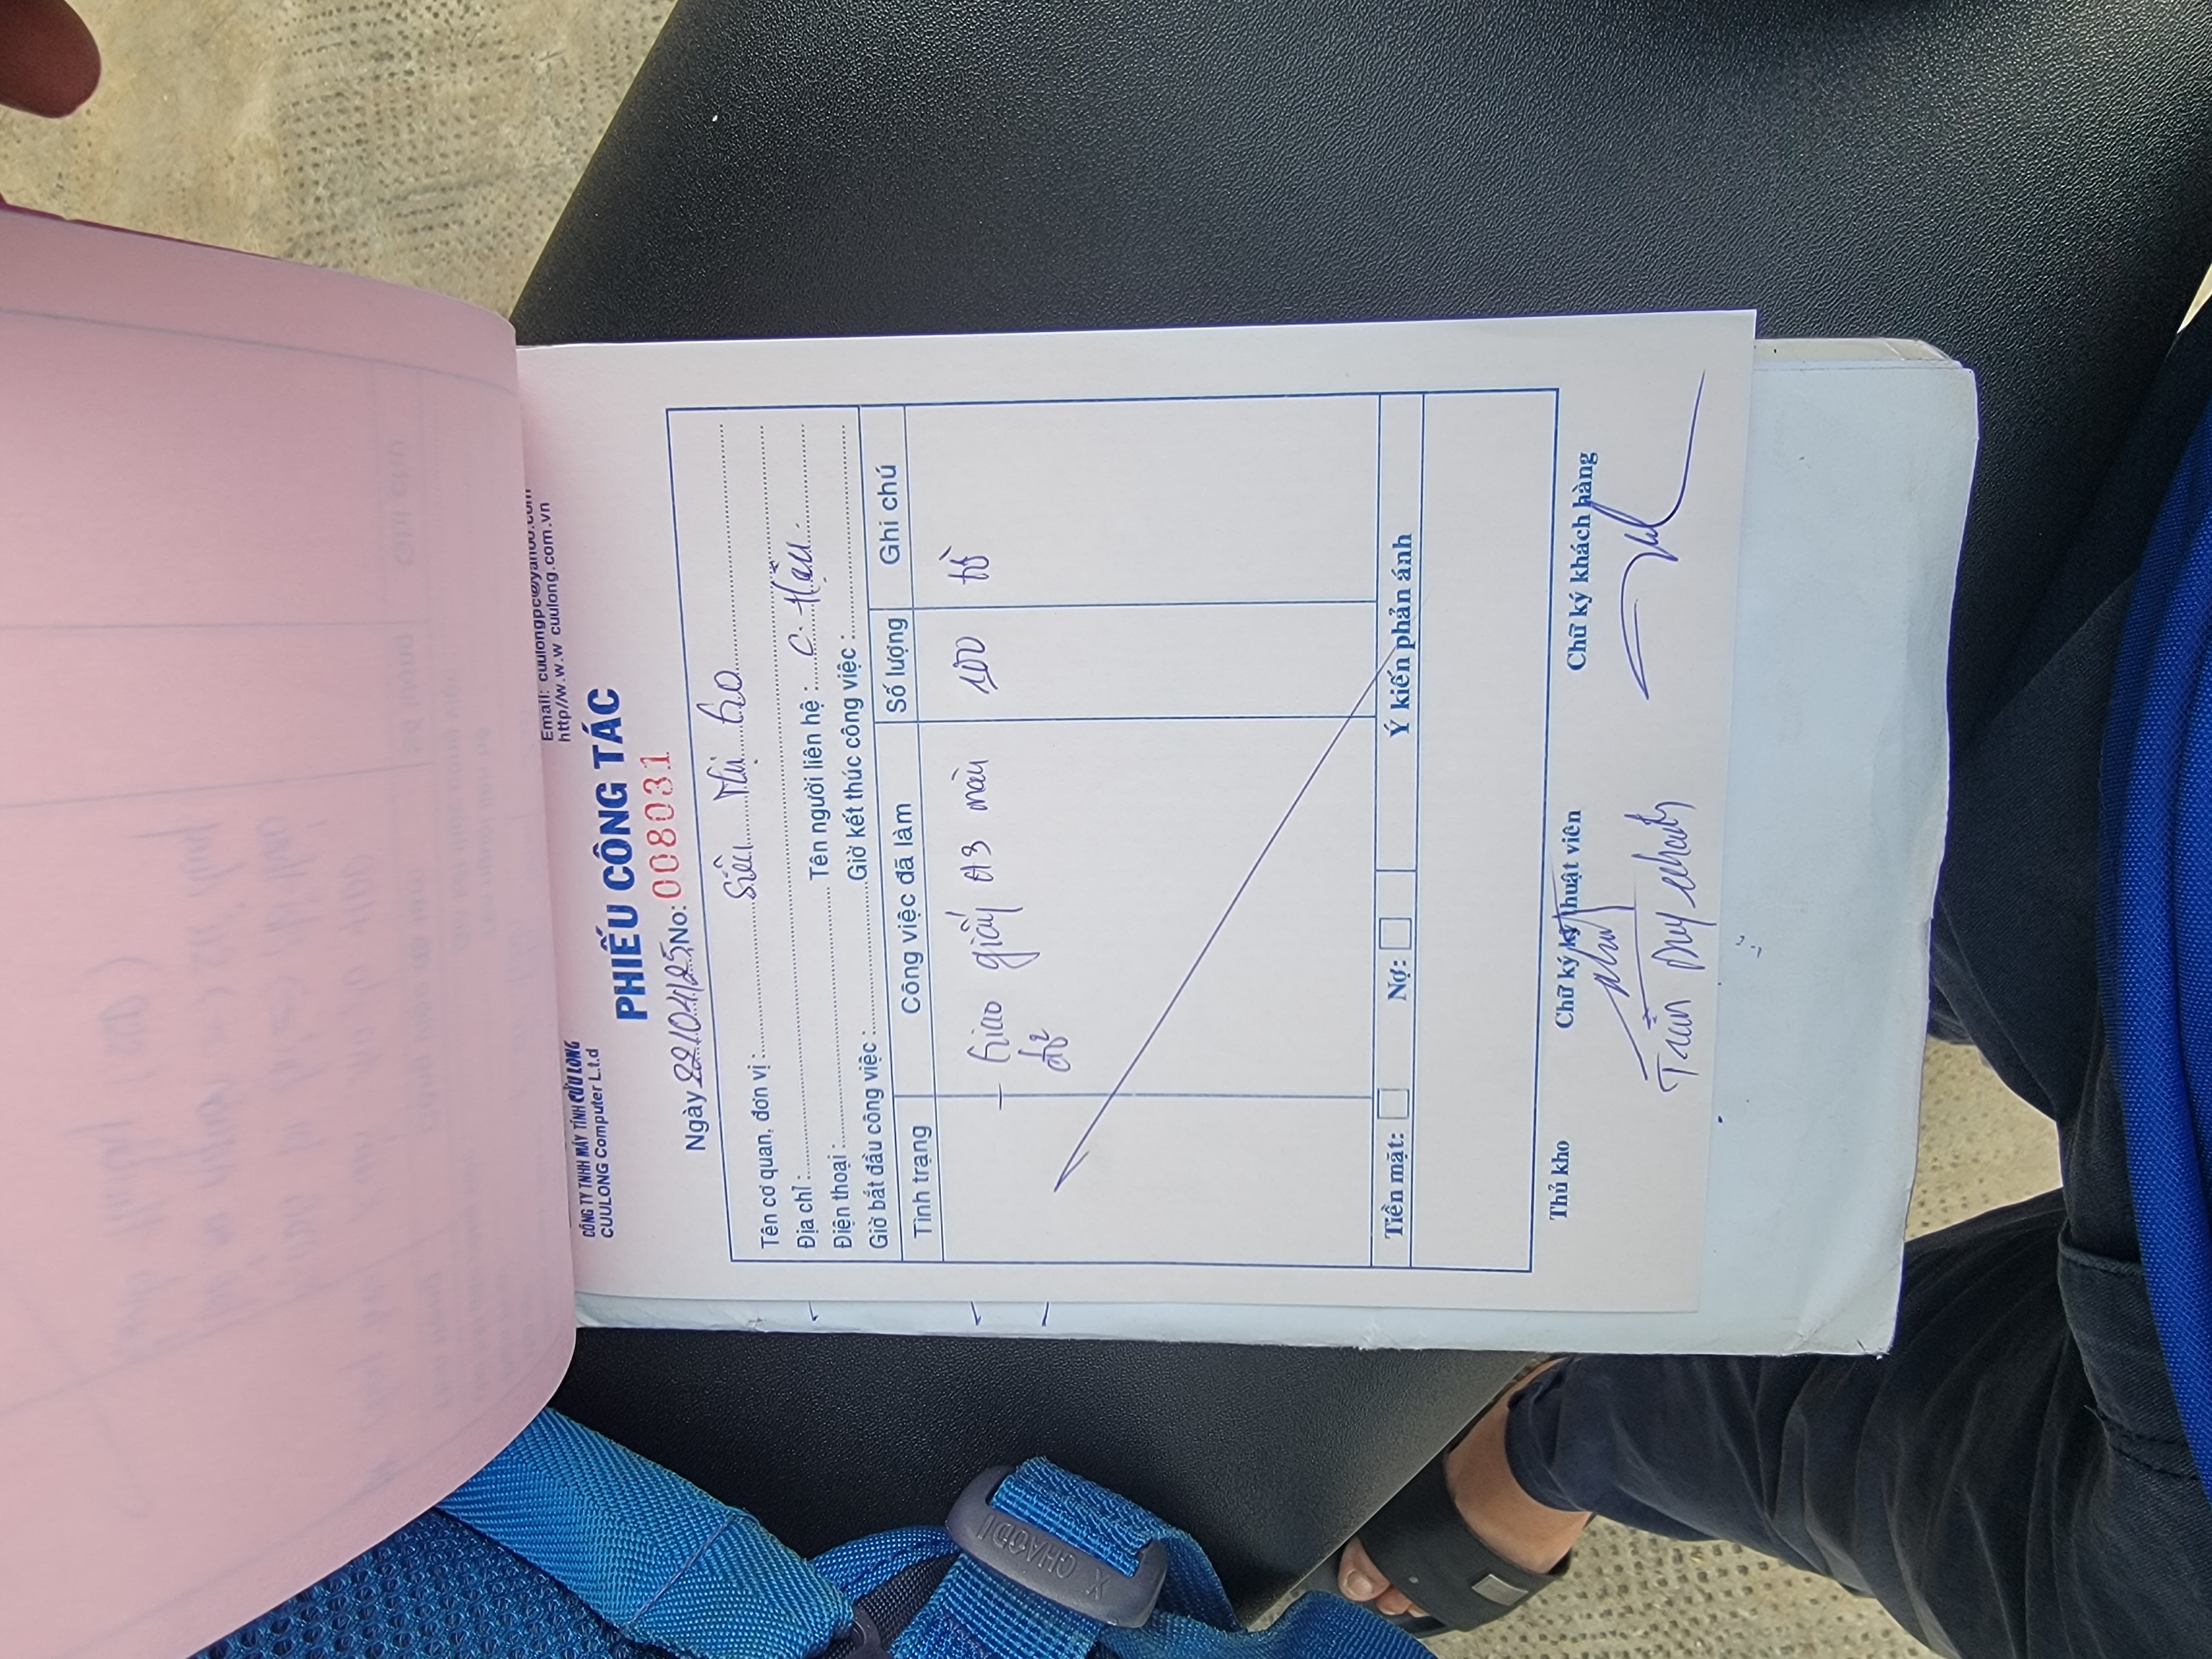 CÔNG TY TNHH MÁY TÍNH CỬU LONG
CUULONG Computer L.t.d
Email: cuulongpc@yahoo.com
http//w.w.w cuulong.com.vn
PHIẾU CÔNG TÁC
Ngày 22/04/25 No: 008031
Tên cơ quan, đơn vị : Siêu Thị Go
Địa chỉ :
Điện thoại : Tên người liên hệ : C. Hậu.
Giờ bắt đầu công việc : Giờ kết thúc công việc :
Tình trạng Công việc đã làm Số lượng Ghi chú
- Giao giấy A3 màu 100 tờ
Tiền mặt: Nợ: Ý kiến phản ánh
Thủ kho Chữ ký kỹ thuật viên Chữ ký khách hàng
Trần Duy
X CHAODII